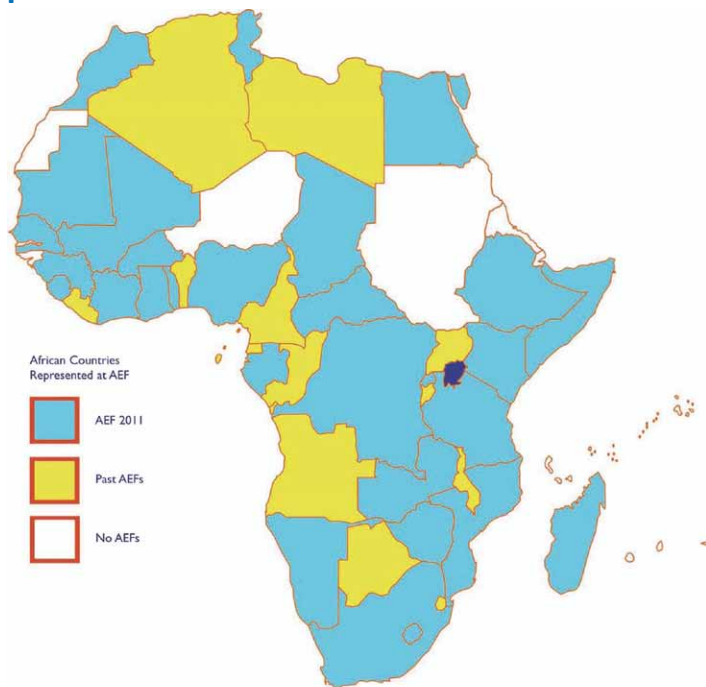 African Countries
Represented at AEF
AEF 2011
Past AEFs
No AEFs